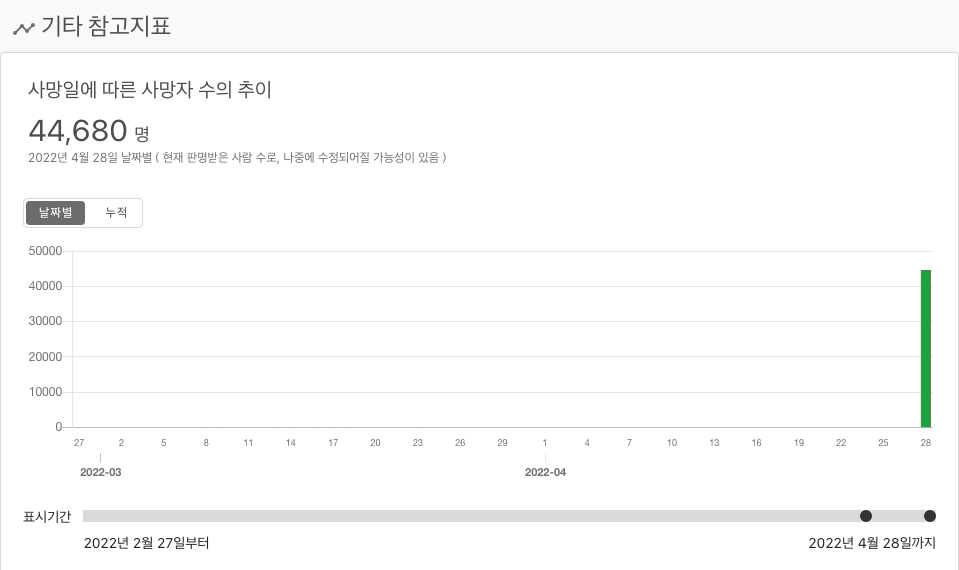 기타 참고지표
사망일에 따른 사망자 수의 추이
44,680 명
2022년 4월 28일 날짜별 ( 현재 판명받은 사람 수로, 나중에 수정되어질 가능성이 있음 )
날짜별 누적
50000
40000
30000
20000
10000
0
27 2 5 8 11 14 17 20 23 26 29 1 4 7 10 13 16 19 22 25 28
2022-03 2022-04
표시기간
2022년 2월 27일부터 2022년 4월 28일까지